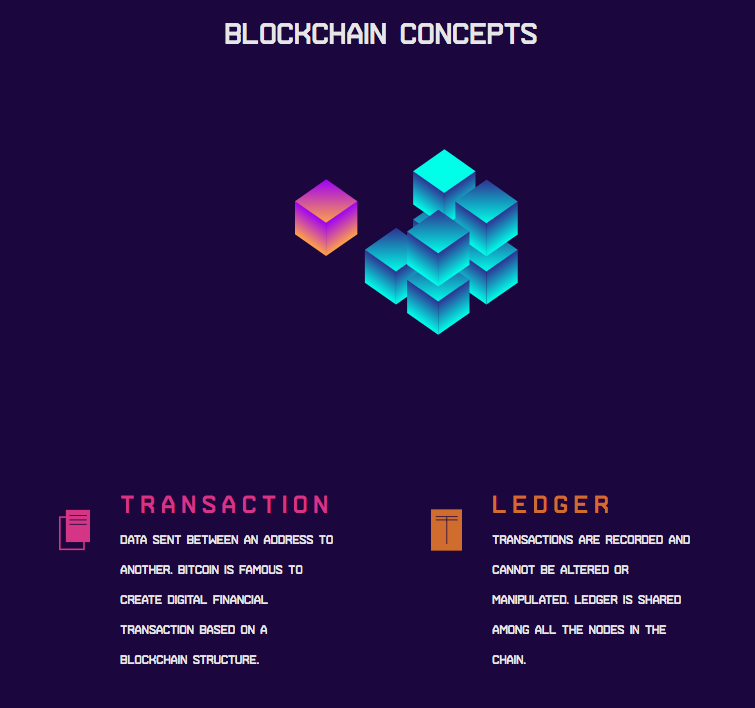 BLOCKCHAIN CONCEPTS
TRANSACTION
DATA SENT BETWEEN AN ADDRESS TO
ANOTHER. BITCOIN IS FAMOUS TO
CREATE DIGITAL FINANCIAL
TRANSACTION BASED ON A
BLOCKCHAIN STRUCTURE.
LEDGER
TRANSACTIONS ARE RECORDED AND
CANNOT BE ALTERED OR
MANIPULATED. LEDGER IS SHARED
AMONG ALL THE NODES IN THE
CHAIN.